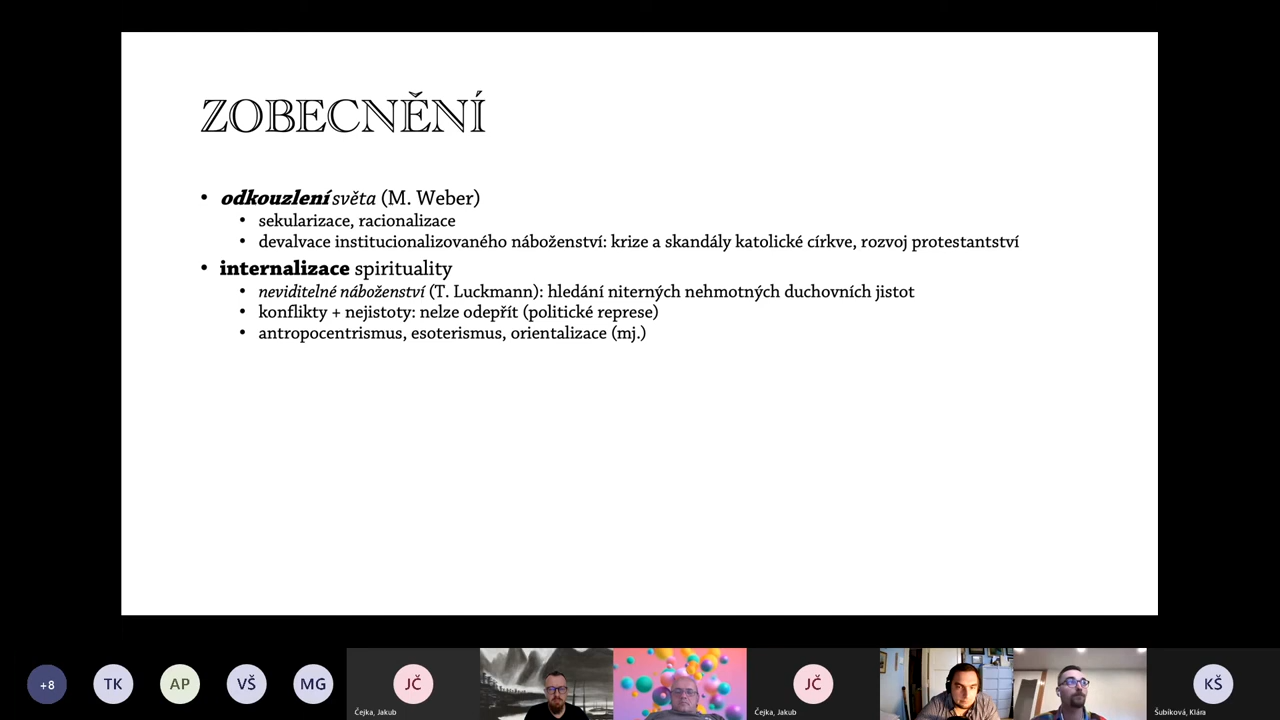 ZOBECNĚNÍ
• odkouzlení světa (M. Weber)
• sekularizace, racionalizace
• devalvace institucionalizovaného náboženství: krize a skandály katolické církve, rozvoj protestantství
• internalizace spirituality
• neviditelné náboženství (T. Luckmann): hledání niterných nehmotných duchovních jistot
• konflikty + nejistoty: nelze odepřít (politické represe)
• antropocentrismus, esoterismus, orientalizace (mj.)
+8 TK AP VŠ MG JČ JČ KŠ
Čejka, Jakub Čejka, Jakub Šubíková, Klára